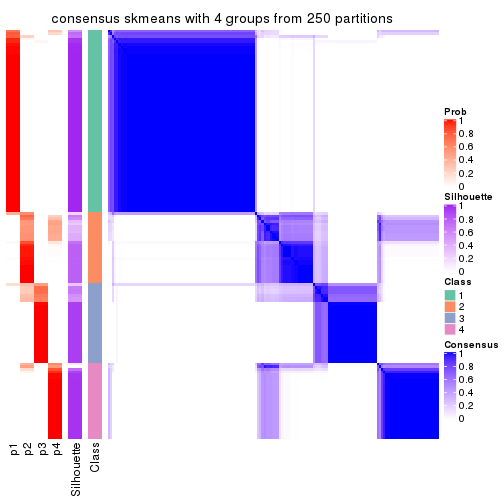 consensus skmeans with 4 groups from 250 partitions
Prob
1
0.8
0.6
0.4
0.2
0
Silhouette
1
0.8
0.6
0.4
0.2
0
Class
1
2
3
4
Consensus
1
0.8
0.6
0.4
0.2
0
p1
p2
p3
p4
Silhouette
Class